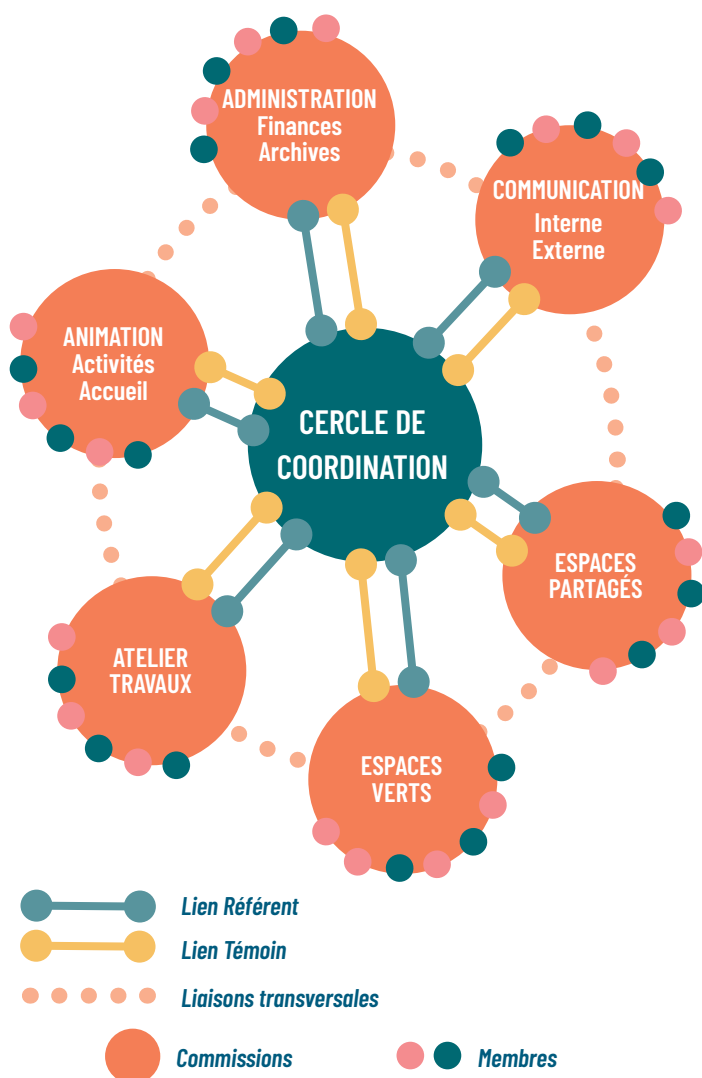 ADMINISTRATION
Finances
Archives
COMMUNICATION
Interne
Externe
ANIMATION
Activités
Accueil
CERCLE DE
COORDINATION
ESPACES
PARTAGÉS
ATELIER
TRAVAUX
ESPACES
VERTS
Lien Référent
Lien Témoin
Liaisons transversales
Commissions
Membres